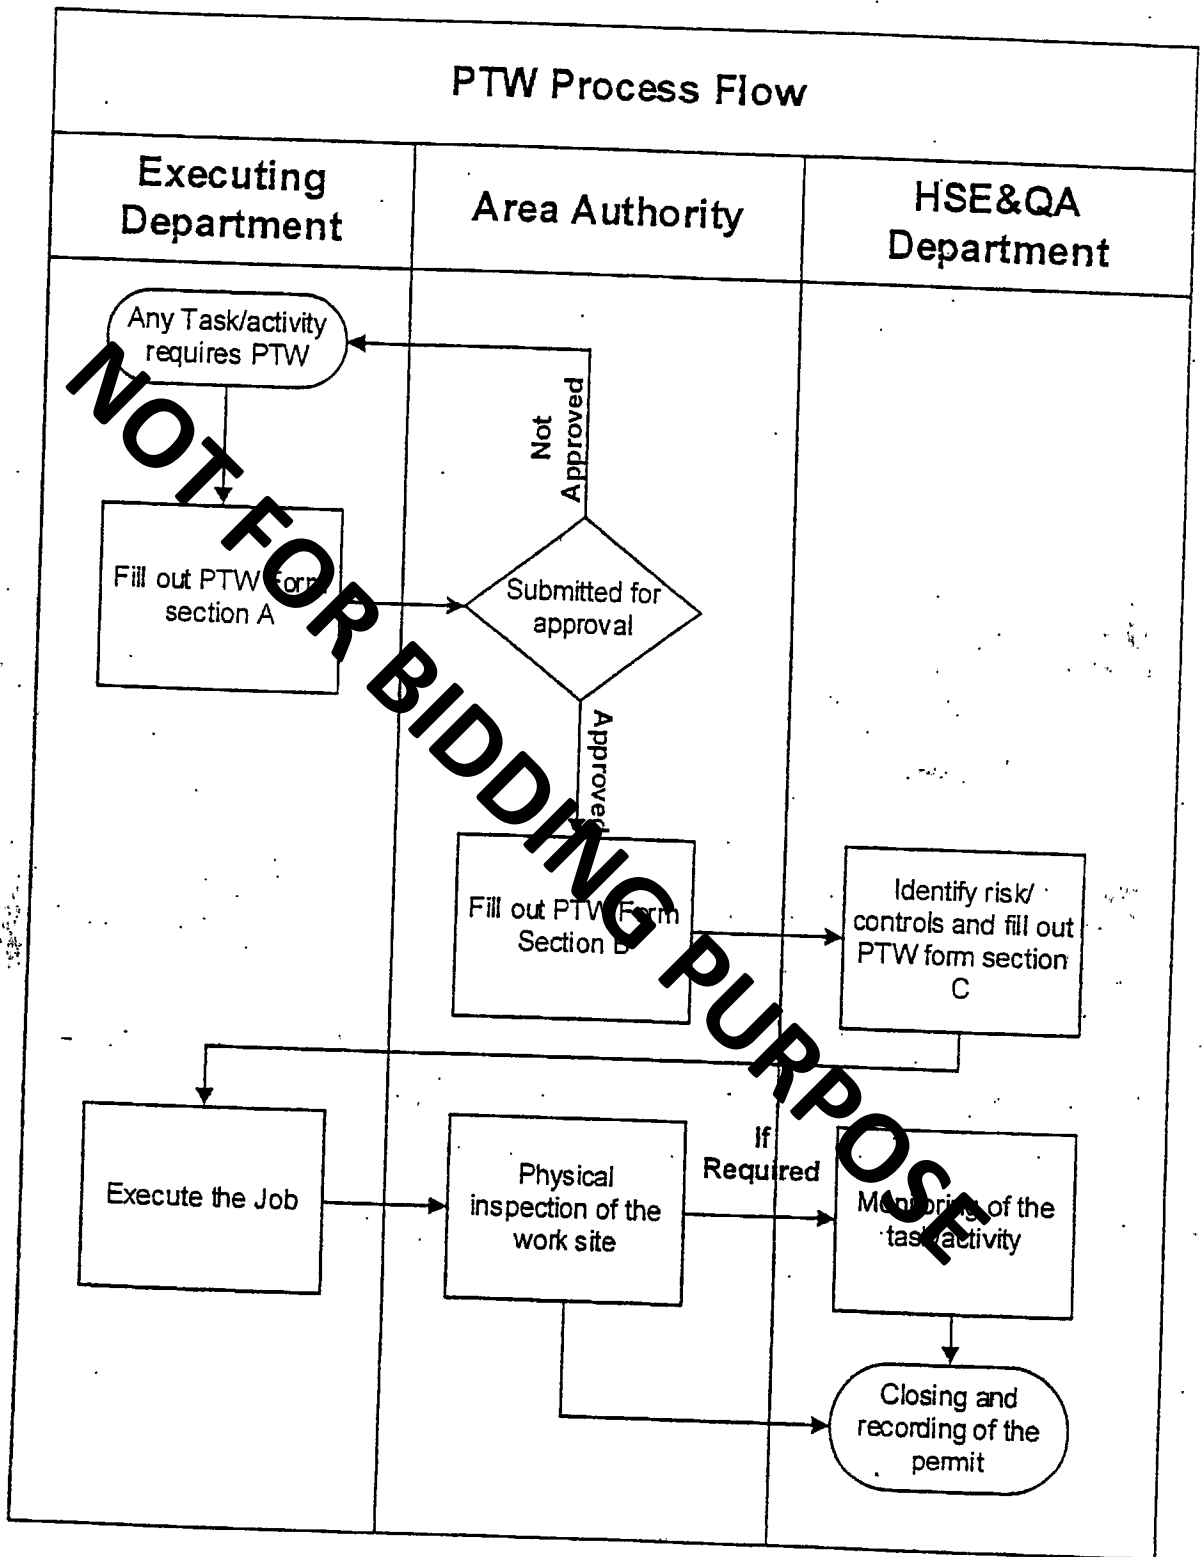 PTW Process Flow
Executing
Department
Area Authority
HSE&QA
Department
Any Task/activity
requires PTW
Not
Approved
Fill out PTW Form
section A
Submitted for
approval
Approved
Fill out PTW Form
Section B
Identify risk/
controls and fill out
PTW form section
C
Execute the Job
Physical
inspection of the
work site
If
Required
Monitoring of the
task/activity
Closing and
recording of the
permit
NOT FOR BIDDING PURPOSE